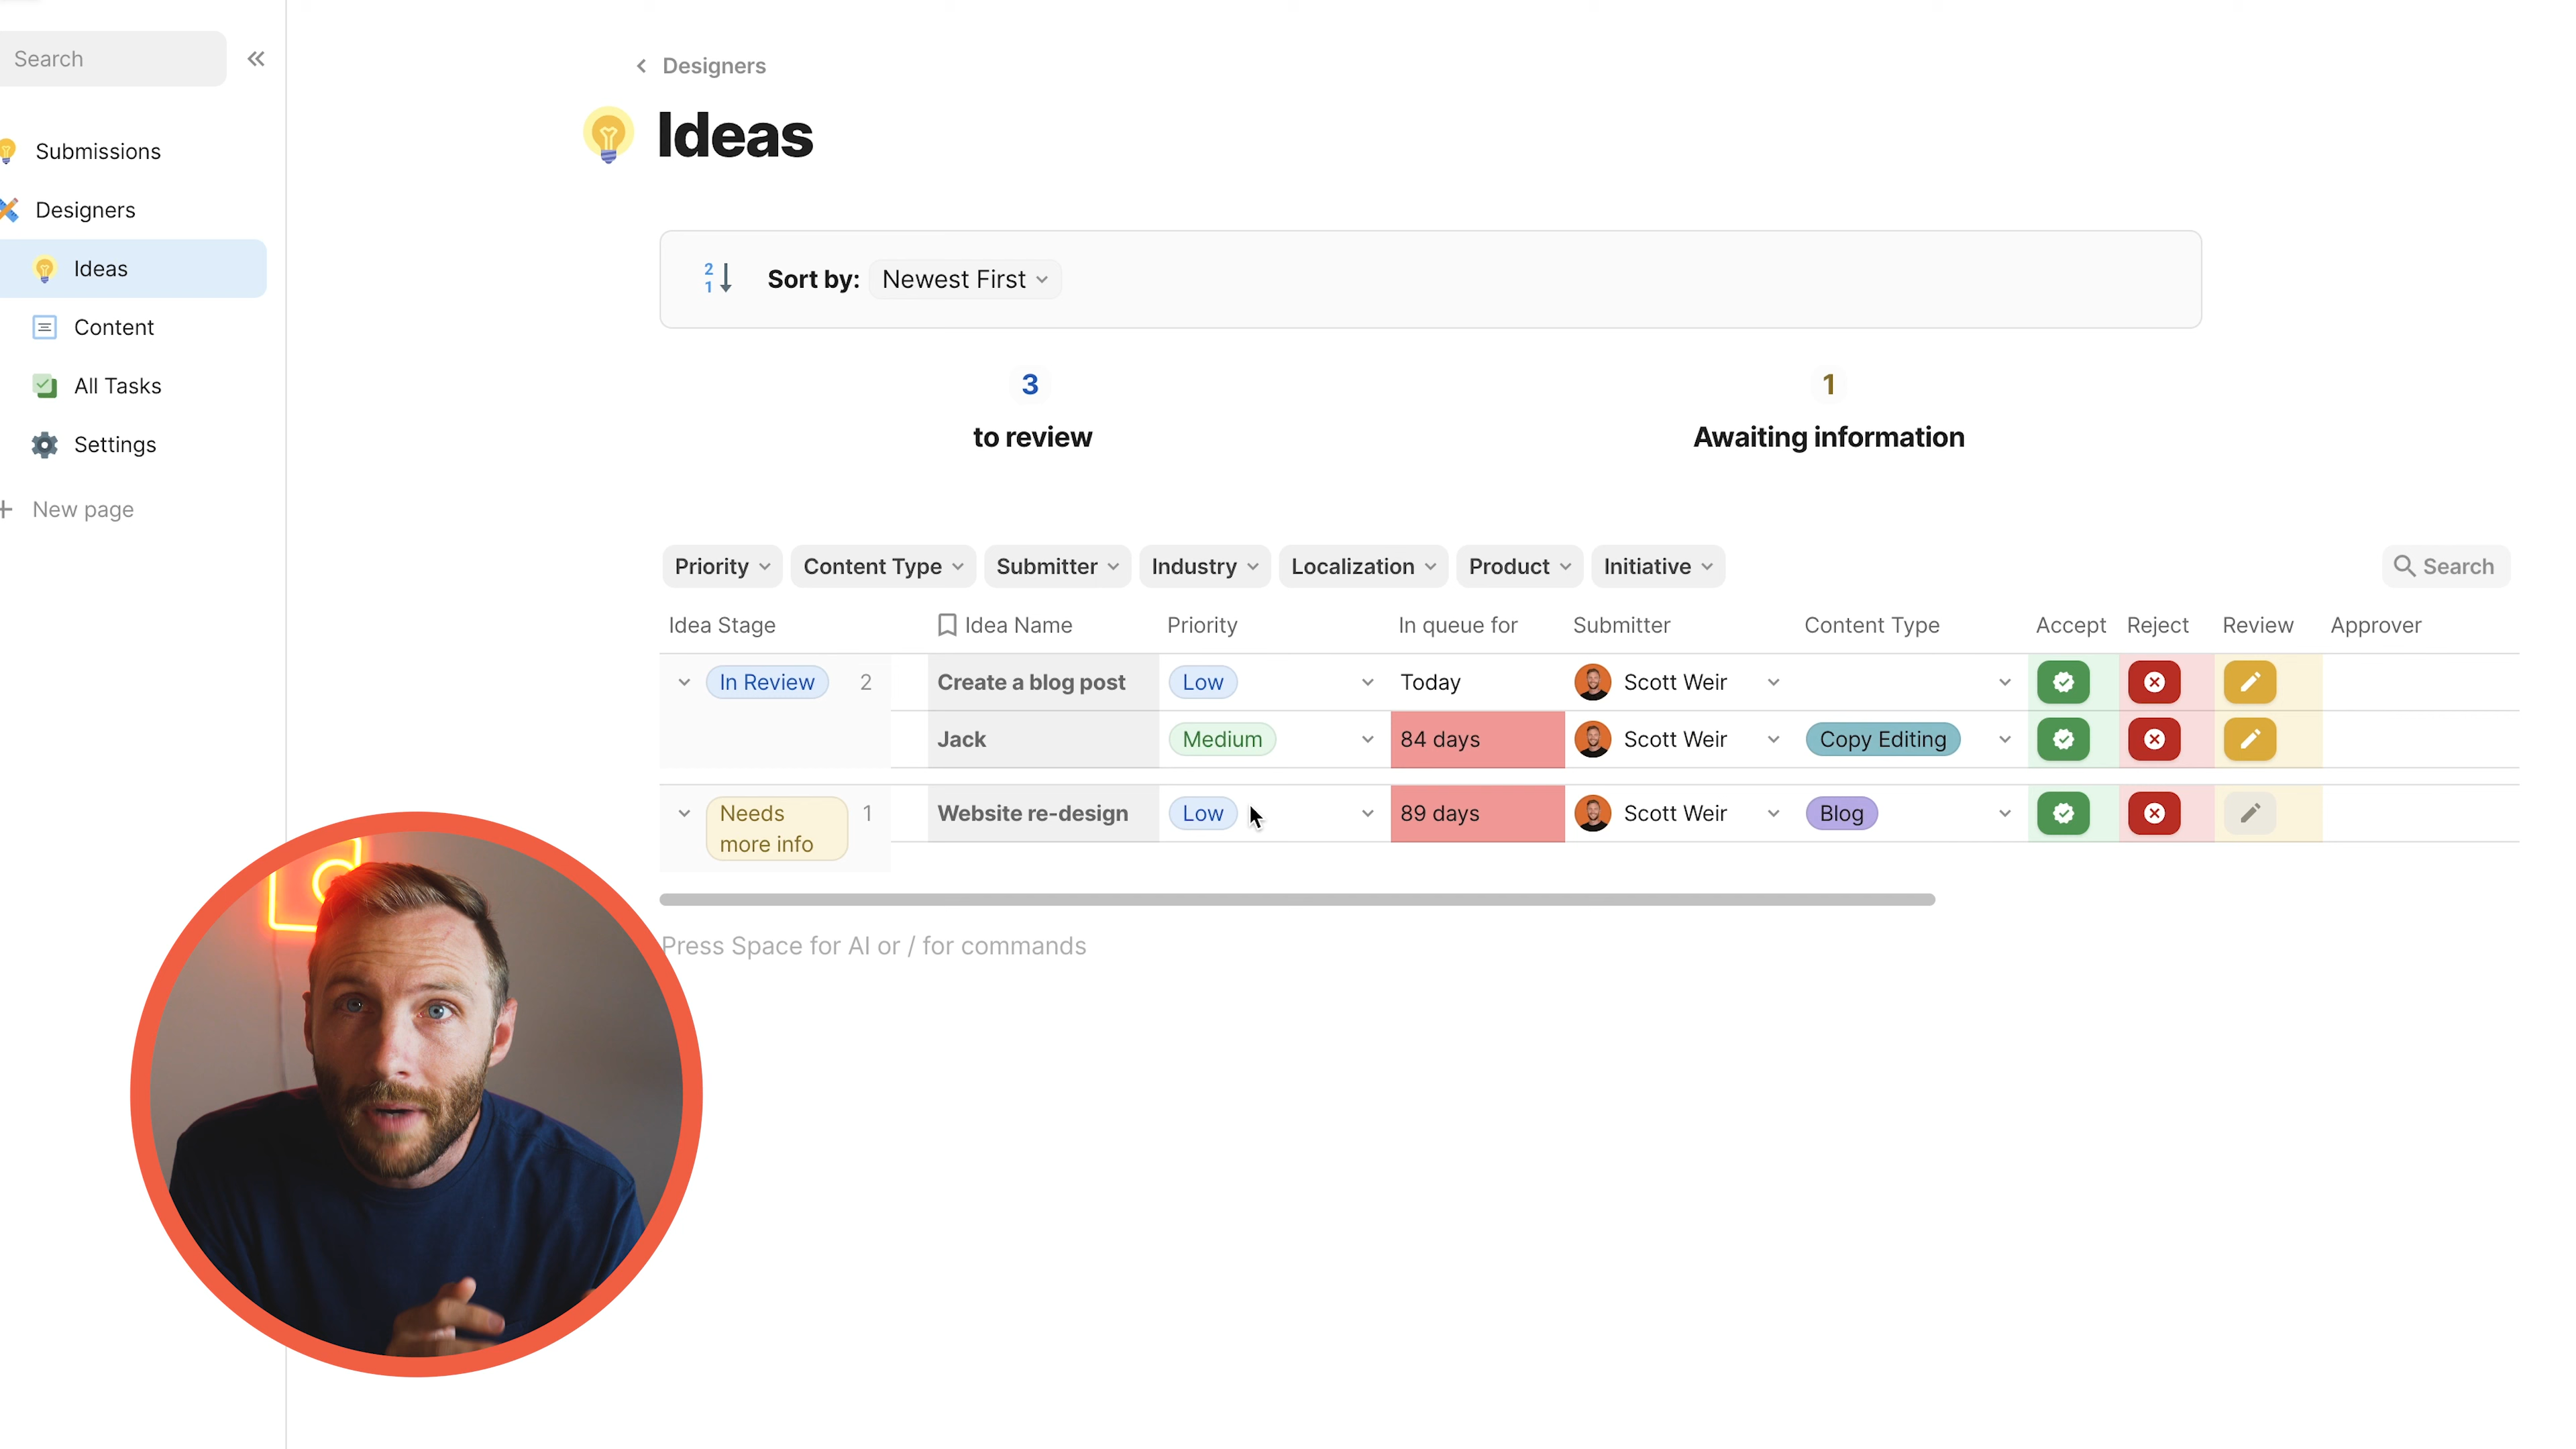 Search
Submissions
Designers
Ideas
Content
All Tasks
Settings
New page
Designers
Ideas
2
1
Sort by: Newest First
3
to review
1
Awaiting information
Priority Content Type Submitter Industry Localization Product Initiative Search
Idea Stage Idea Name Priority In queue for Submitter Content Type Accept Reject Review Approver
In Review 2 Create a blog post Low Today Scott Weir
Jack Medium 84 days Scott Weir Copy Editing
Needs more info 1 Website re-design Low 89 days Scott Weir Blog
Press Space for AI or / for commands